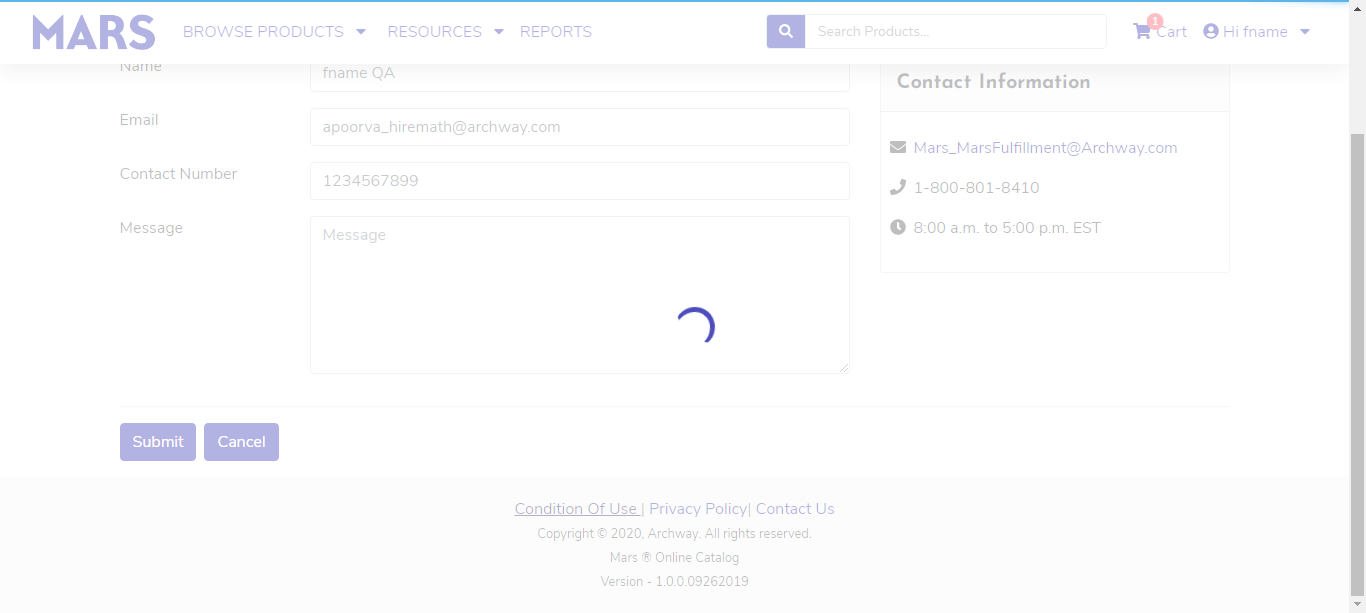 MARS BROWSE PRODUCTS RESOURCES REPORTS Search Products... 1 Cart Hi fname
Name
fname QA
Email
apoorva_hiremath@archway.com
Contact Number
1234567899
Message
Message
Submit Cancel
Contact Information
Mars_MarsFulfillment@Archway.com
1-800-801-8410
8:00 a.m. to 5:00 p.m. EST
Condition Of Use | Privacy Policy| Contact Us
Copyright © 2020, Archway. All rights reserved.
Mars ® Online Catalog
Version - 1.0.0.09262019